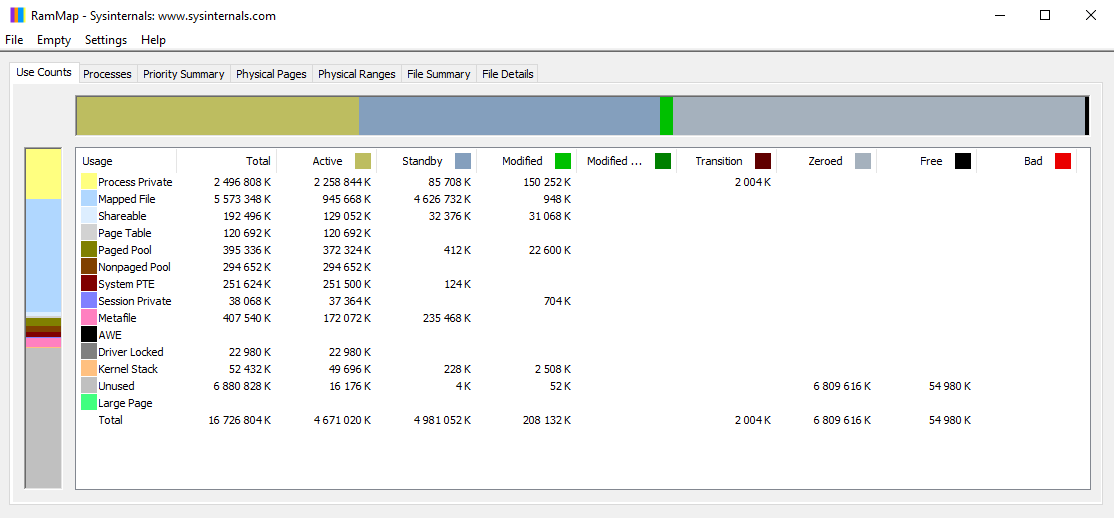 RamMap - Sysinternals: www.sysinternals.com
File Empty Settings Help
Use Counts Processes Priority Summary Physical Pages Physical Ranges File Summary File Details
Usage Total Active Standby Modified Modified ... Transition Zeroed Free Bad
Process Private 2 496 808 K 2 258 844 K 85 708 K 150 252 K 2 004 K
Mapped File 5 573 348 K 945 668 K 4 626 732 K 948 K
Shareable 192 496 K 129 052 K 32 376 K 31 068 K
Page Table 120 692 K 120 692 K
Paged Pool 395 336 K 372 324 K 412 K 22 600 K
Nonpaged Pool 294 652 K 294 652 K
System PTE 251 624 K 251 500 K 124 K
Session Private 38 068 K 37 364 K 704 K
Metafile 407 540 K 172 072 K 235 468 K
AWE
Driver Locked 22 980 K 22 980 K
Kernel Stack 52 432 K 49 696 K 228 K 2 508 K
Unused 6 880 828 K 16 176 K 4 K 52 K 6 809 616 K 54 980 K
Large Page
Total 16 726 804 K 4 671 020 K 4 981 052 K 208 132 K 2 004 K 6 809 616 K 54 980 K